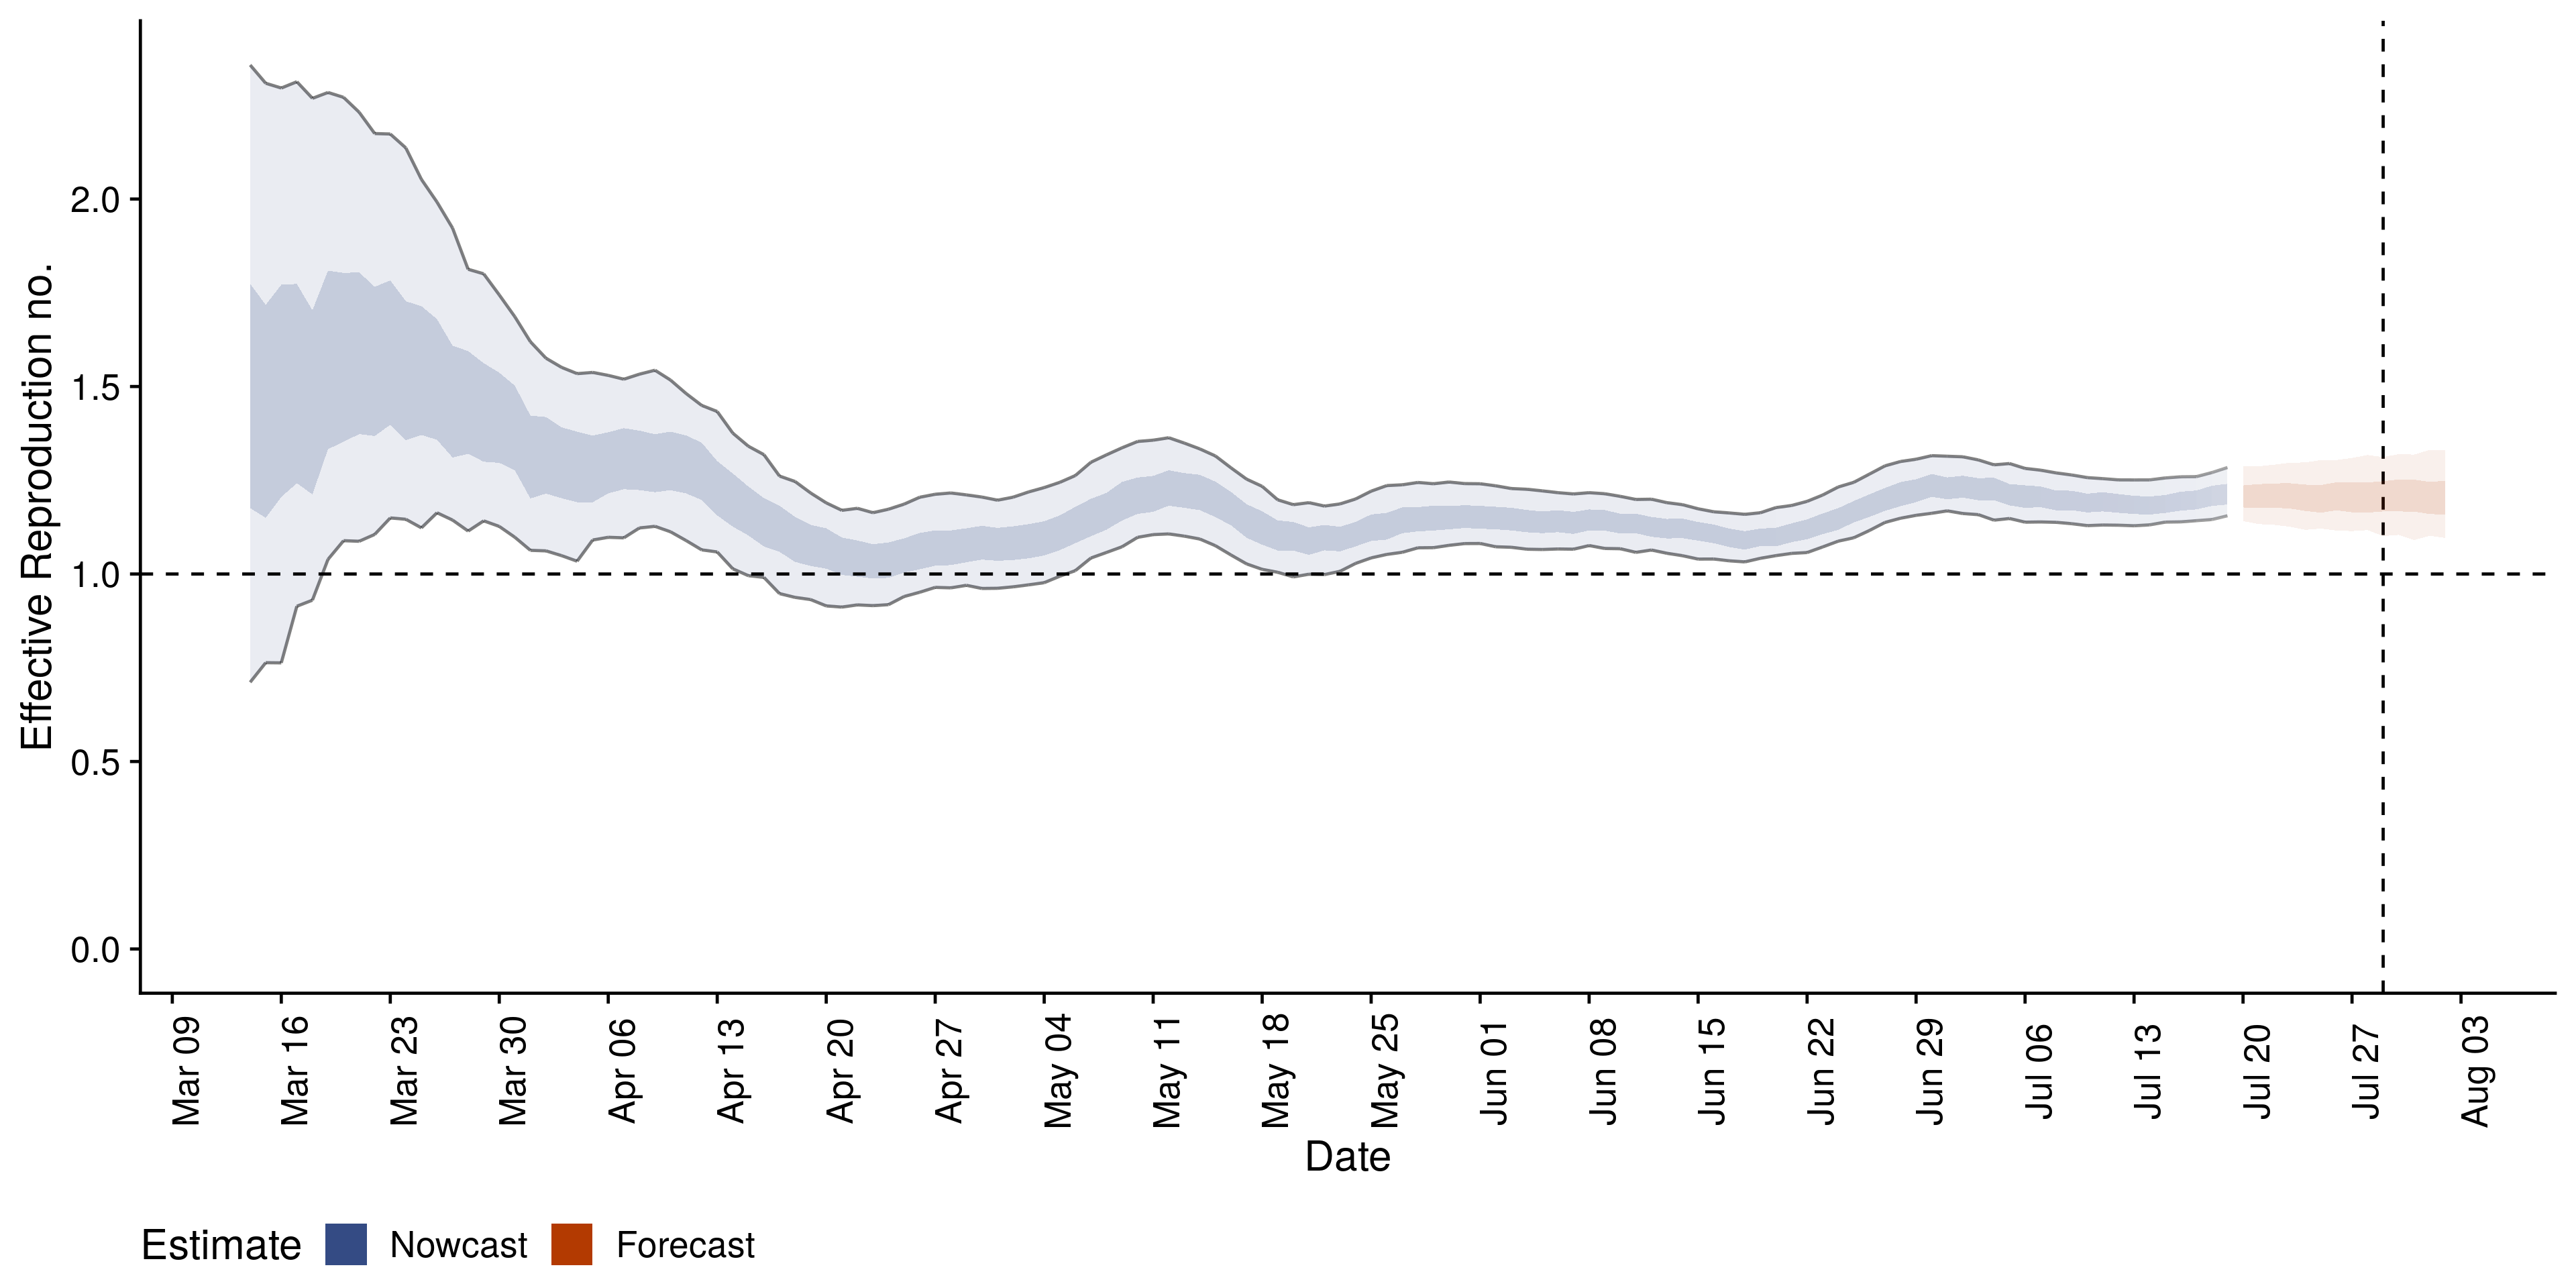 Effective Reproduction no.
2.0
1.5
1.0
0.5
0.0
Mar 09
Mar 16
Mar 23
Mar 30
Apr 06
Apr 13
Apr 20
Apr 27
May 04
May 11
May 18
May 25
Jun 01
Jun 08
Jun 15
Jun 22
Jun 29
Jul 06
Jul 13
Jul 20
Jul 27
Aug 03
Date
Estimate Nowcast Forecast